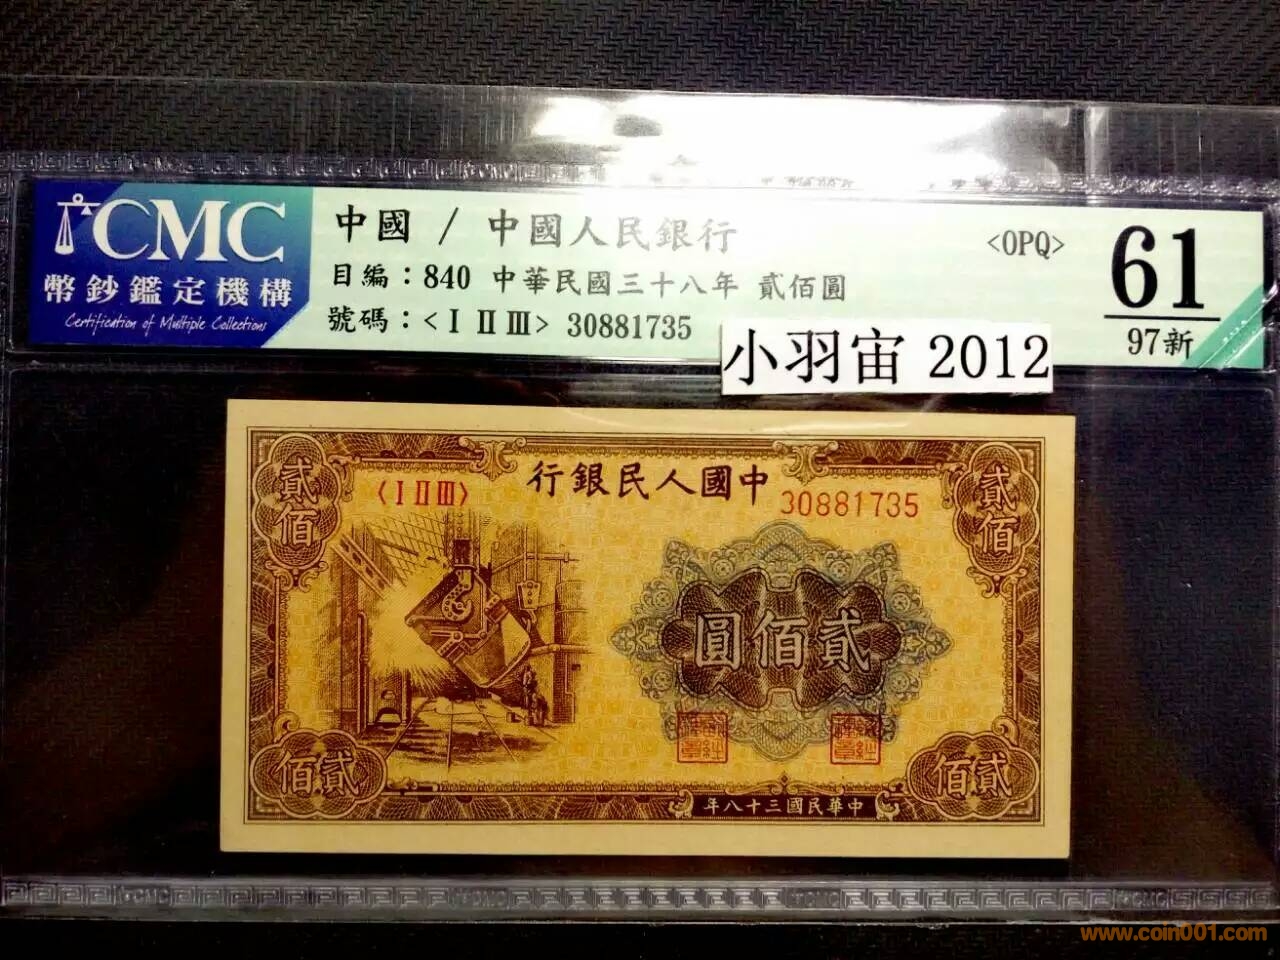 CMC
幣鈔鑑定機構
Certification of Multiple Collections
中國 / 中國人民銀行
目編：840 中華民國三十八年 貳佰圓
號碼：<Ⅰ Ⅱ Ⅲ> 30881735
<OPQ>
61
97新
小羽宙 2012
貳佰
〈Ⅰ Ⅱ Ⅲ〉
行銀民人國中
30881735
貳佰
圓佰貳
佰貳
年八十三國民華中
佰貳
www.coin001.com